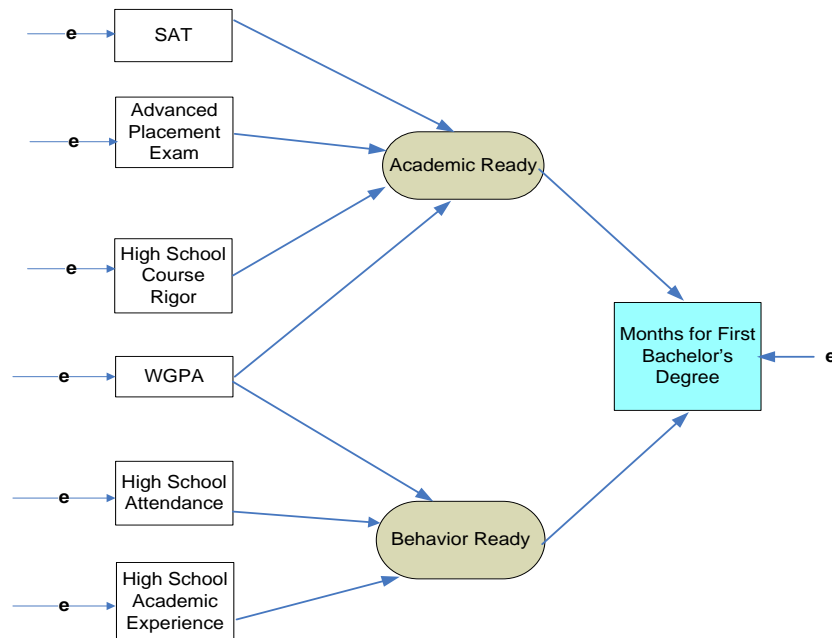 e
SAT
e
Advanced
Placement
Exam
Academic Ready
e
High School
Course
Rigor
Months for First
Bachelor's
Degree
e
e
WGPA
e
High School
Attendance
Behavior Ready
e
High School
Academic
Experience